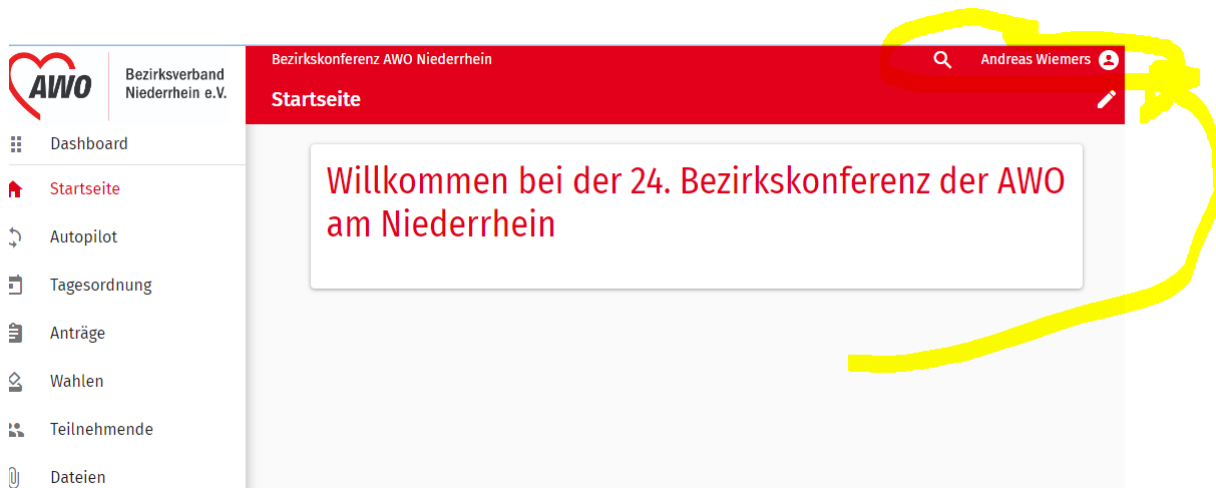 AWO
Bezirksverband
Niederrhein e.V.
Bezirkskonferenz AWO Niederrhein
Andreas Wiemers
Startseite
Dashboard
Startseite
Autopilot
Tagesordnung
Anträge
Wahlen
Teilnehmende
Dateien
Willkommen bei der 24. Bezirkskonferenz der AWO
am Niederrhein